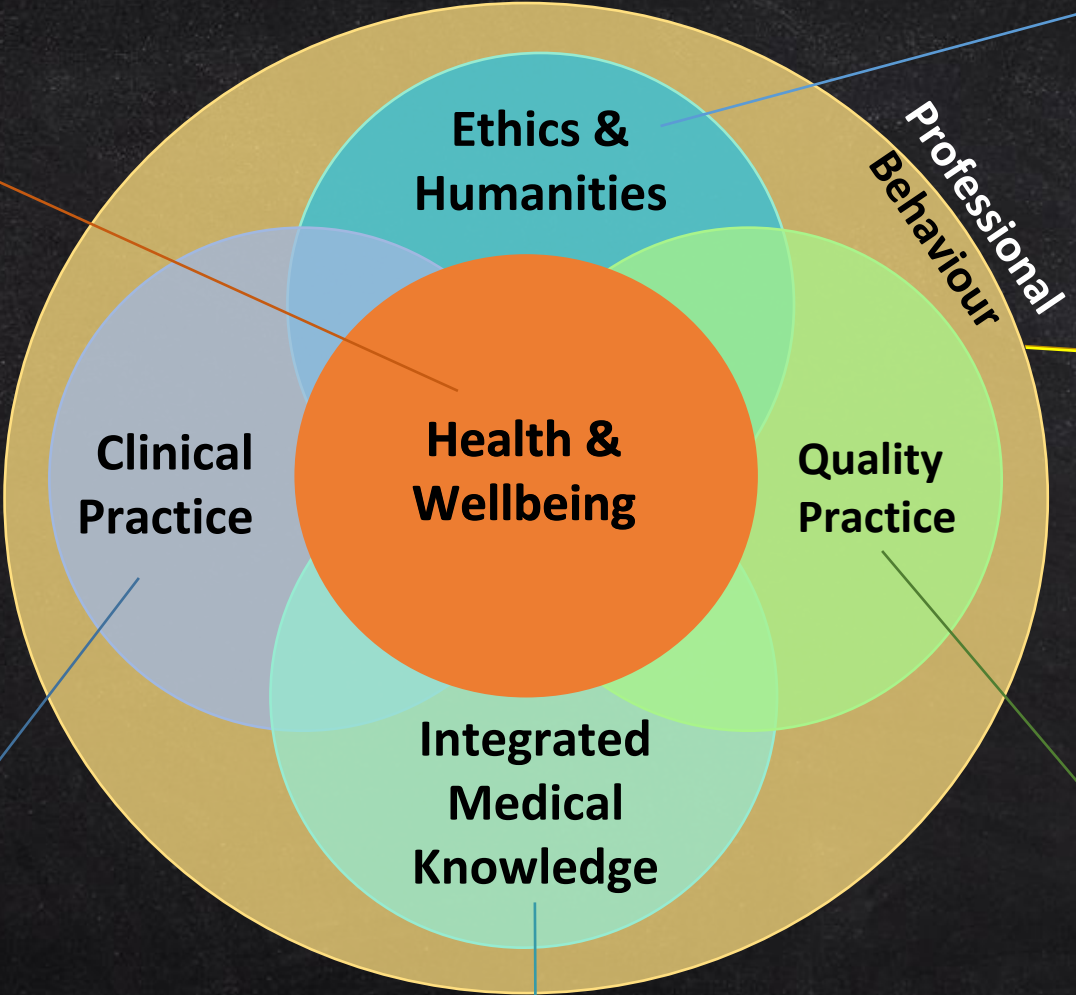 Ethics &
Humanities
Professional
Behaviour
Clinical
Practice
Health &
Wellbeing
Quality
Practice
Integrated
Medical
Knowledge